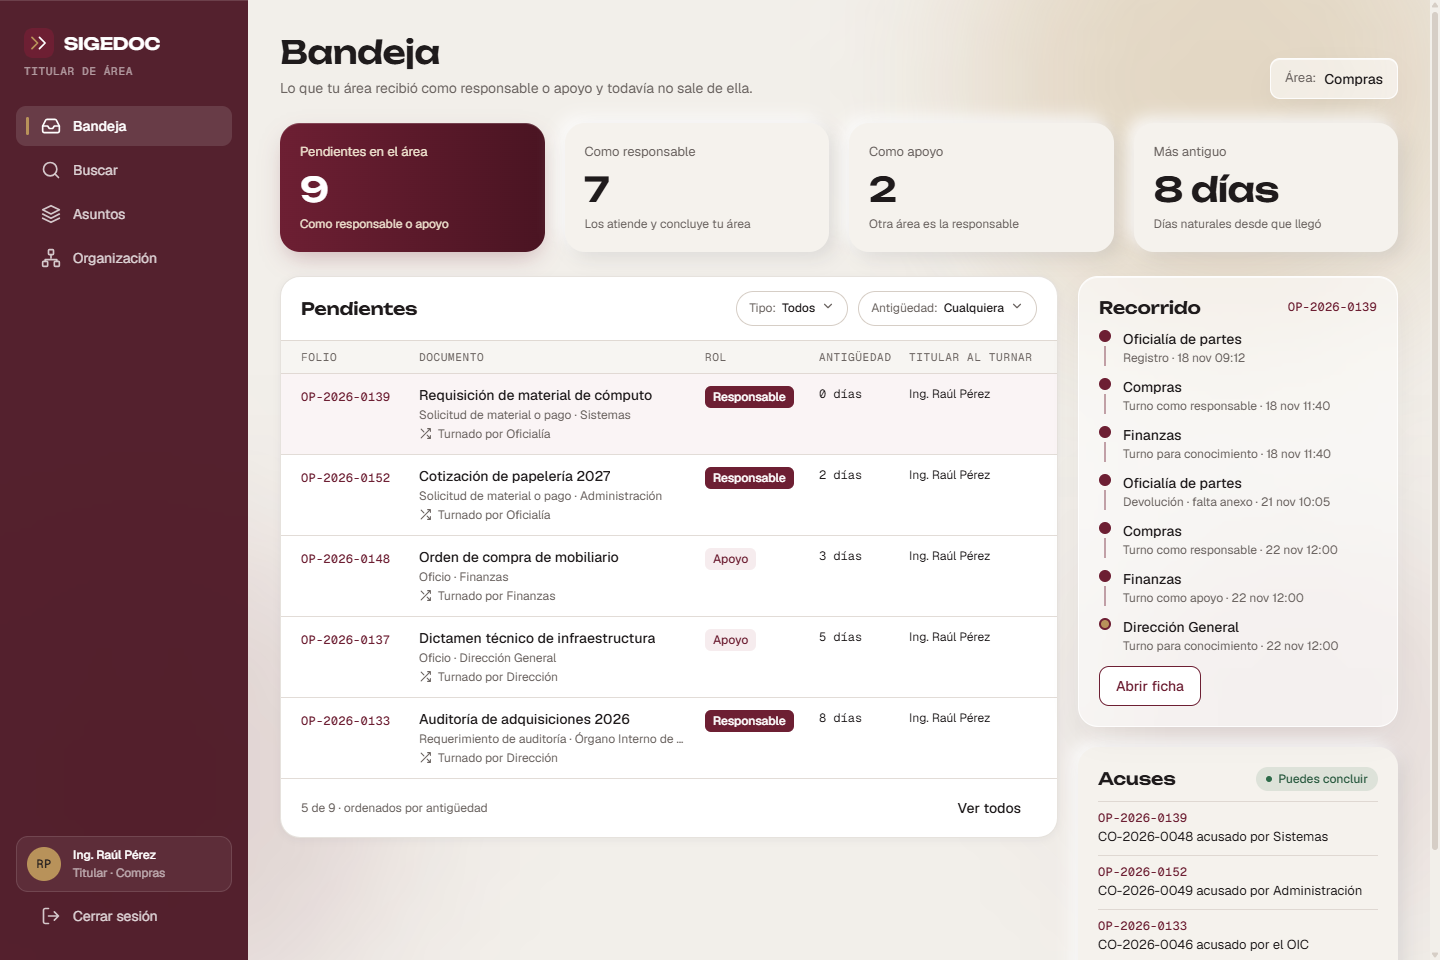 SIGEDOC
TITULAR DE ÁREA
Bandeja
Buscar
Asuntos
Organización
RP
Ing. Raúl Pérez
Titular · Compras
Cerrar sesión
Bandeja
Lo que tu área recibió como responsable o apoyo y todavía no sale de ella.
Área: Compras
Pendientes en el área
9
Como responsable o apoyo
Como responsable
7
Los atiende y concluye tu área
Como apoyo
2
Otra área es la responsable
Más antiguo
8 días
Días naturales desde que llegó
Pendientes
Tipo: Todos
Antigüedad: Cualquiera
FOLIO DOCUMENTO ROL ANTIGÜEDAD TITULAR AL TURNAR
OP-2026-0139 Requisición de material de cómputo Responsable 0 días Ing. Raúl Pérez
Solicitud de material o pago · Sistemas
Turnado por Oficialía
OP-2026-0152 Cotización de papelería 2027 Responsable 2 días Ing. Raúl Pérez
Solicitud de material o pago · Administración
Turnado por Oficialía
OP-2026-0148 Orden de compra de mobiliario Apoyo 3 días Ing. Raúl Pérez
Oficio · Finanzas
Turnado por Finanzas
OP-2026-0137 Dictamen técnico de infraestructura Apoyo 5 días Ing. Raúl Pérez
Oficio · Dirección General
Turnado por Dirección
OP-2026-0133 Auditoría de adquisiciones 2026 Responsable 8 días Ing. Raúl Pérez
Requerimiento de auditoría · Órgano Interno de ...
Turnado por Dirección
5 de 9 · ordenados por antigüedad
Ver todos
Recorrido OP-2026-0139
Oficialía de partes
Registro · 18 nov 09:12
Compras
Turno como responsable · 18 nov 11:40
Finanzas
Turno para conocimiento · 18 nov 11:40
Oficialía de partes
Devolución · falta anexo · 21 nov 10:05
Compras
Turno como responsable · 22 nov 12:00
Finanzas
Turno como apoyo · 22 nov 12:00
Dirección General
Turno para conocimiento · 22 nov 12:00
Abrir ficha
Acuses Puedes concluir
OP-2026-0139
CO-2026-0048 acusado por Sistemas
OP-2026-0152
CO-2026-0049 acusado por Administración
OP-2026-0133
CO-2026-0046 acusado por el OIC